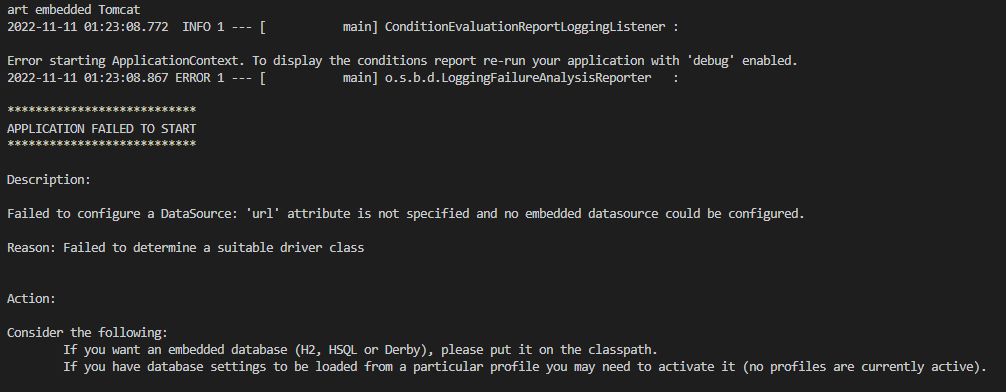 art embedded Tomcat
2022-11-11 01:23:08.772  INFO 1 --- [           main] ConditionEvaluationReportLoggingListener :

Error starting ApplicationContext. To display the conditions report re-run your application with 'debug' enabled.
2022-11-11 01:23:08.867 ERROR 1 --- [           main] o.s.b.d.LoggingFailureAnalysisReporter   :

***************************
APPLICATION FAILED TO START
***************************

Description:

Failed to configure a DataSource: 'url' attribute is not specified and no embedded datasource could be configured.

Reason: Failed to determine a suitable driver class


Action:

Consider the following:
        If you want an embedded database (H2, HSQL or Derby), please put it on the classpath.
        If you have database settings to be loaded from a particular profile you may need to activate it (no profiles are currently active).